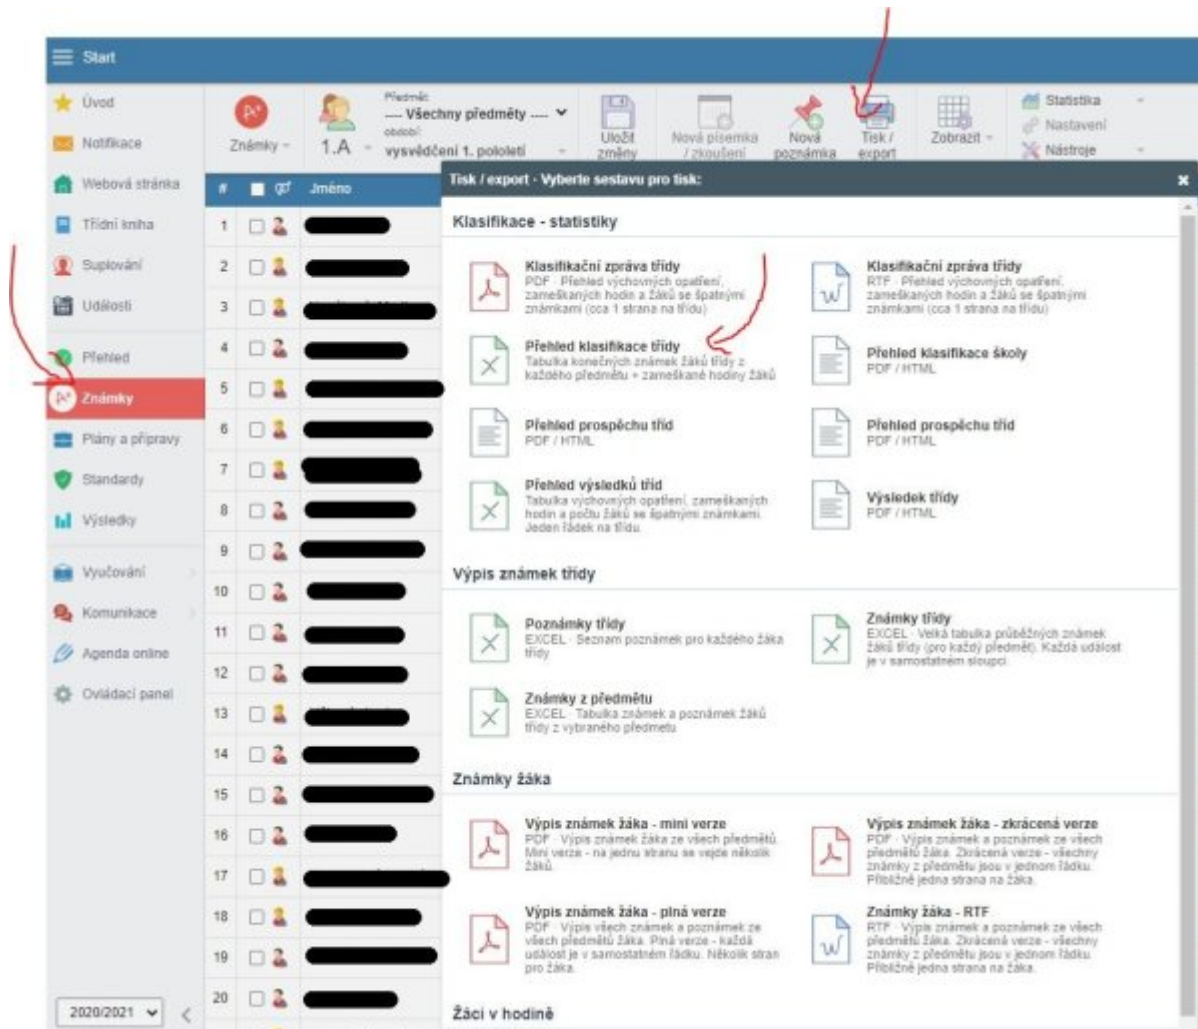 Start
Úvod
Notifikace
Webová stránka
Třídní kniha
Suplování
Události
Přehled
Známky
Plány a přípravy
Standardy
Výsledky
Vyučování
Komunikace
Agenda online
Ovládací panel
2020/2021
Známky
1.A
Předmět:
---- Všechny předměty ----
období:
vysvědčení 1. pololetí
Uložit
změny
Nová písemka
/ zkoušení
Nová
poznámka
Tisk /
export
Zobrazit
Statistika
Nastavení
Nástroje
# Jméno
1
2
3
4
5
6
7
8
9
10
11
12
13
14
15
16
17
18
19
20
Tisk / export - Vyberte sestavu pro tisk:
Klasifikace - statistiky
Klasifikační zpráva třídy
PDF · Přehled výchovných opatření,
zameškaných hodin a žáků se špatnými
známkami (cca 1 strana na třídu)
Klasifikační zpráva třídy
RTF · Přehled výchovných opatření,
zameškaných hodin a žáků se špatnými
známkami (cca 1 strana na třídu)
Přehled klasifikace třídy
Tabulka konečných známek žáků třídy z
každého předmětu + zameškané hodiny žáků
Přehled klasifikace školy
PDF / HTML
Přehled prospěchu tříd
PDF / HTML
Přehled prospěchu tříd
PDF / HTML
Přehled výsledků tříd
Tabulka výchovných opatření, zameškaných
hodin a počtu žáků se špatnými známkami.
Jeden řádek na třídu.
Výsledek třídy
PDF / HTML
Výpis známek třídy
Poznámky třídy
EXCEL · Seznam poznámek pro každého žáka
třídy
Známky třídy
EXCEL · Velká tabulka průběžných známek
žáků třídy (pro každý předmět). Každá událost
je v samostatném sloupci.
Známky z předmětu
EXCEL · Tabulka známek a poznámek žáků
třídy z vybraného předmetu
Známky žáka
Výpis známek žáka - mini verze
PDF · Výpis známek žáka ze všech předmětů.
Mini verze - na jednu stranu se vejde několik
žáků.
Výpis známek žáka - zkrácená verze
PDF · Výpis známek a poznámek ze všech
předmětů žáka. Zkrácená verze - všechny
známky z předmětu jsou v jednom řádku.
Přibližně jedna strana na žáka.
Výpis známek žáka - plná verze
PDF · Výpis všech známek a poznámek ze
všech předmětů žáka. Plná verze - každá
událost je v samostatném řádku. Několik stran
pro žáka.
Známky žáka - RTF
RTF · Výpis známek a poznámek ze všech
předmětů žáka. Zkrácená verze - všechny
známky z předmětu jsou v jednom řádku.
Přibližně jedna strana na žáka.
Žáci v hodině